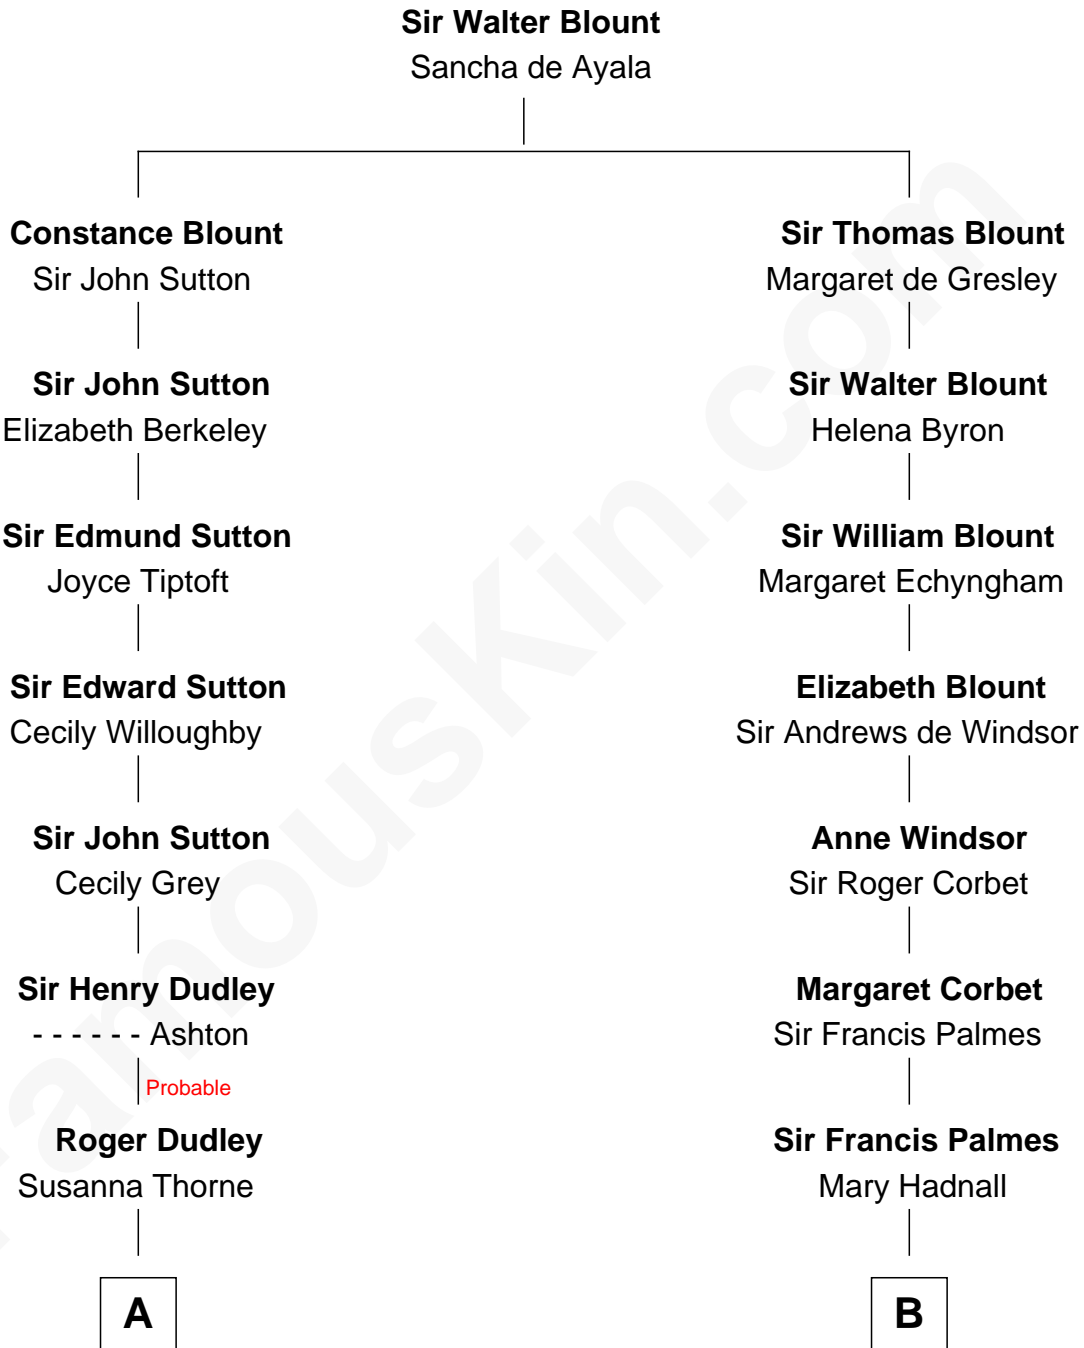 Sir Walter Blount
Sancha de Ayala
Constance Blount
Sir John Sutton
Sir Thomas Blount
Margaret de Gresley
Sir John Sutton
Elizabeth Berkeley
Sir Walter Blount
Helena Byron
Sir Edmund Sutton
Joyce Tiptoft
Sir William Blount
Margaret Echyngham
Sir Edward Sutton
Cecily Willoughby
Elizabeth Blount
Sir Andrews de Windsor
Sir John Sutton
Cecily Grey
Anne Windsor
Sir Roger Corbet
Sir Henry Dudley
- - - - - - Ashton
Margaret Corbet
Sir Francis Palmes
Probable
Roger Dudley
Susanna Thorne
Sir Francis Palmes
Mary Hadnall
A
B
FamousKin.com